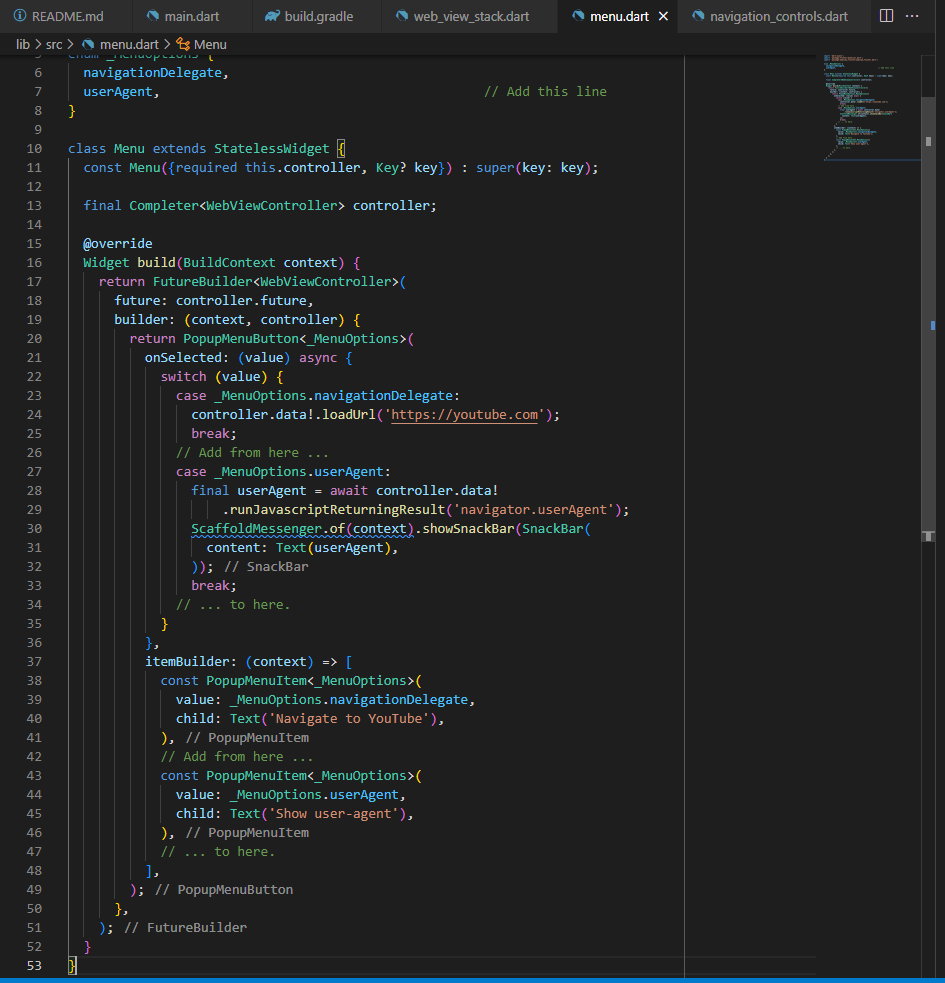 README.md main.dart build.gradle web_view_stack.dart menu.dart navigation_controls.dart
lib > src > menu.dart > Menu
5 enum _MenuOptions {
6 navigationDelegate,
7 userAgent, // Add this line
8 }
9
10 class Menu extends StatelessWidget {
11 const Menu({required this.controller, Key? key}) : super(key: key);
12
13 final Completer<WebViewController> controller;
14
15 @override
16 Widget build(BuildContext context) {
17 return FutureBuilder<WebViewController>(
18 future: controller.future,
19 builder: (context, controller) {
20 return PopupMenuButton<_MenuOptions>(
21 onSelected: (value) async {
22 switch (value) {
23 case _MenuOptions.navigationDelegate:
24 controller.data!.loadUrl('https://youtube.com');
25 break;
26 // Add from here ...
27 case _MenuOptions.userAgent:
28 final userAgent = await controller.data!
29 .runJavascriptReturningResult('navigator.userAgent');
30 ScaffoldMessenger.of(context).showSnackBar(SnackBar(
31 content: Text(userAgent),
32 )); // SnackBar
33 break;
34 // ... to here.
35 }
36 },
37 itemBuilder: (context) => [
38 const PopupMenuItem<_MenuOptions>(
39 value: _MenuOptions.navigationDelegate,
40 child: Text('Navigate to YouTube'),
41 ), // PopupMenuItem
42 // Add from here ...
43 const PopupMenuItem<_MenuOptions>(
44 value: _MenuOptions.userAgent,
45 child: Text('Show user-agent'),
46 ), // PopupMenuItem
47 // ... to here.
48 ],
49 ); // PopupMenuButton
50 },
51 ); // FutureBuilder
52 }
53 }